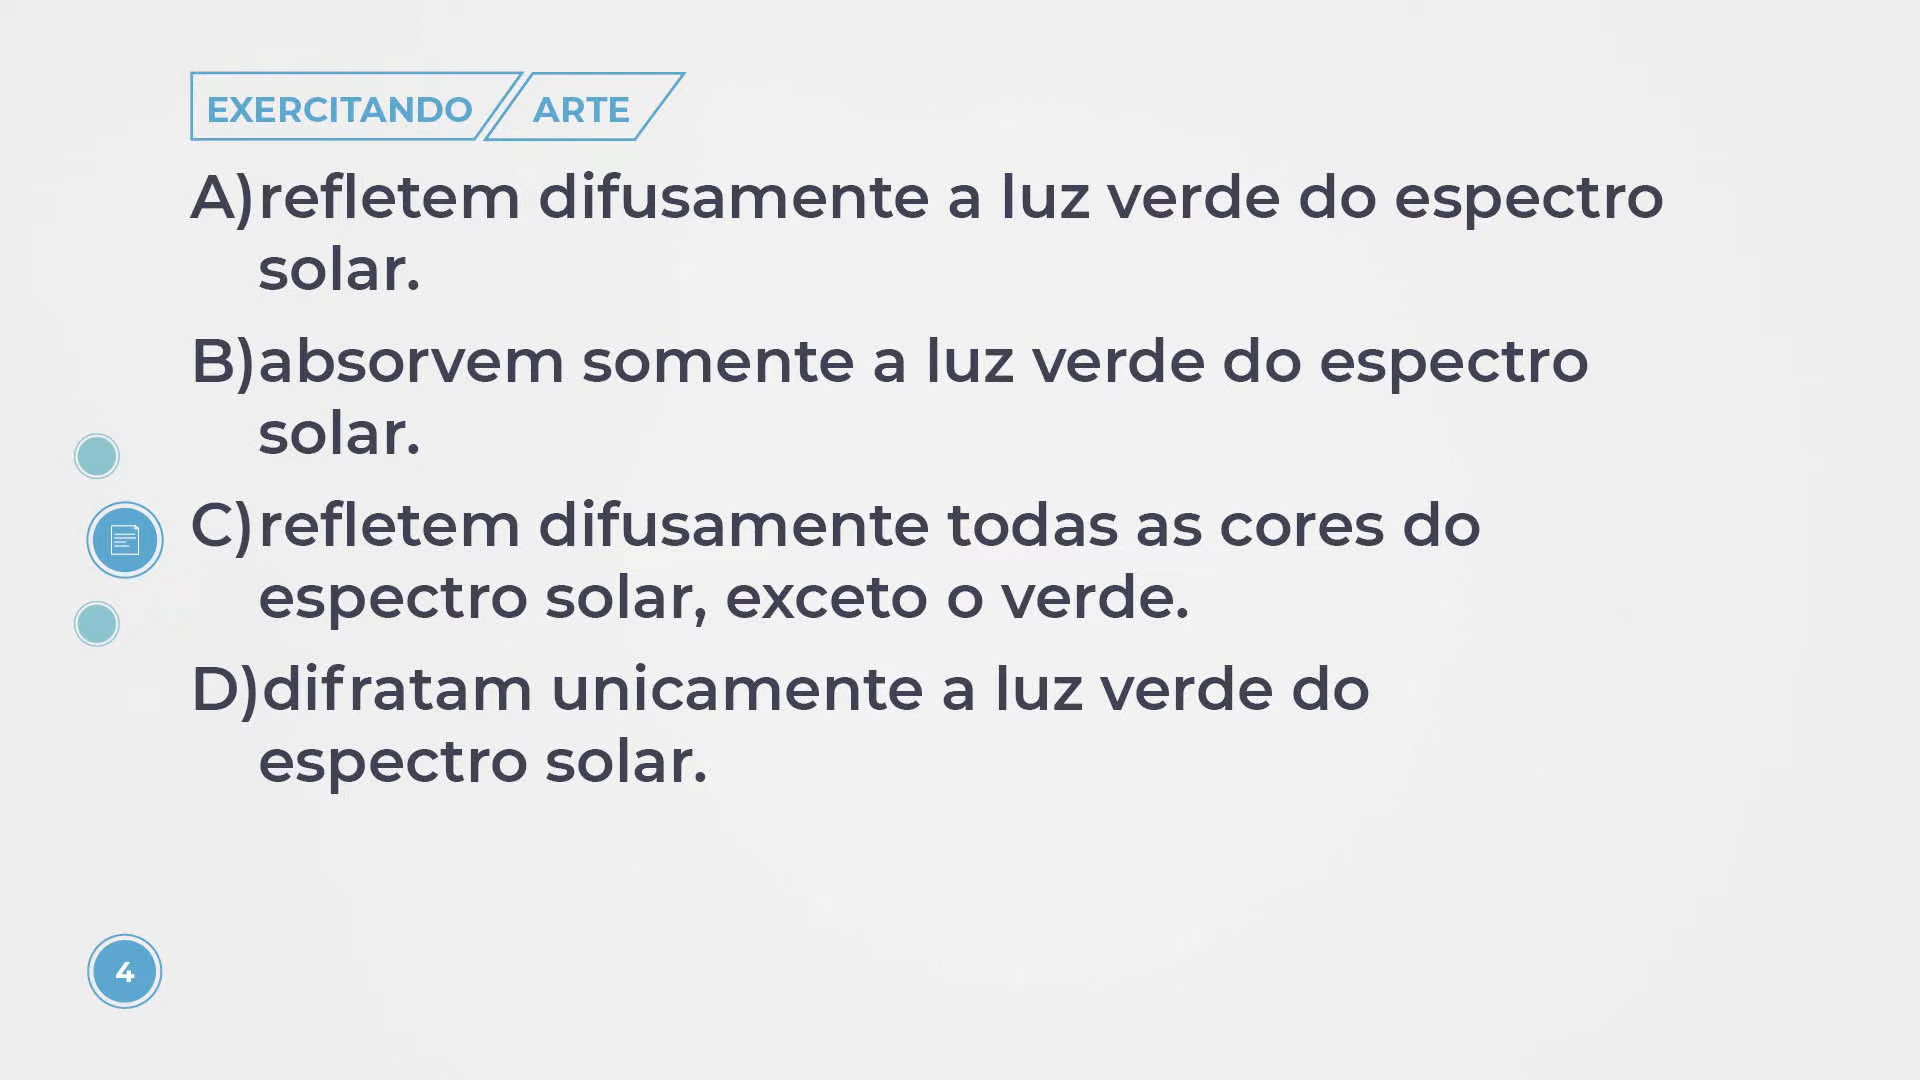 EXERCITANDO ARTE
A) refletem difusamente a luz verde do espectro
solar.
B) absorvem somente a luz verde do espectro
solar.
C) refletem difusamente todas as cores do
espectro solar, exceto o verde.
D) difratam unicamente a luz verde do
espectro solar.
4